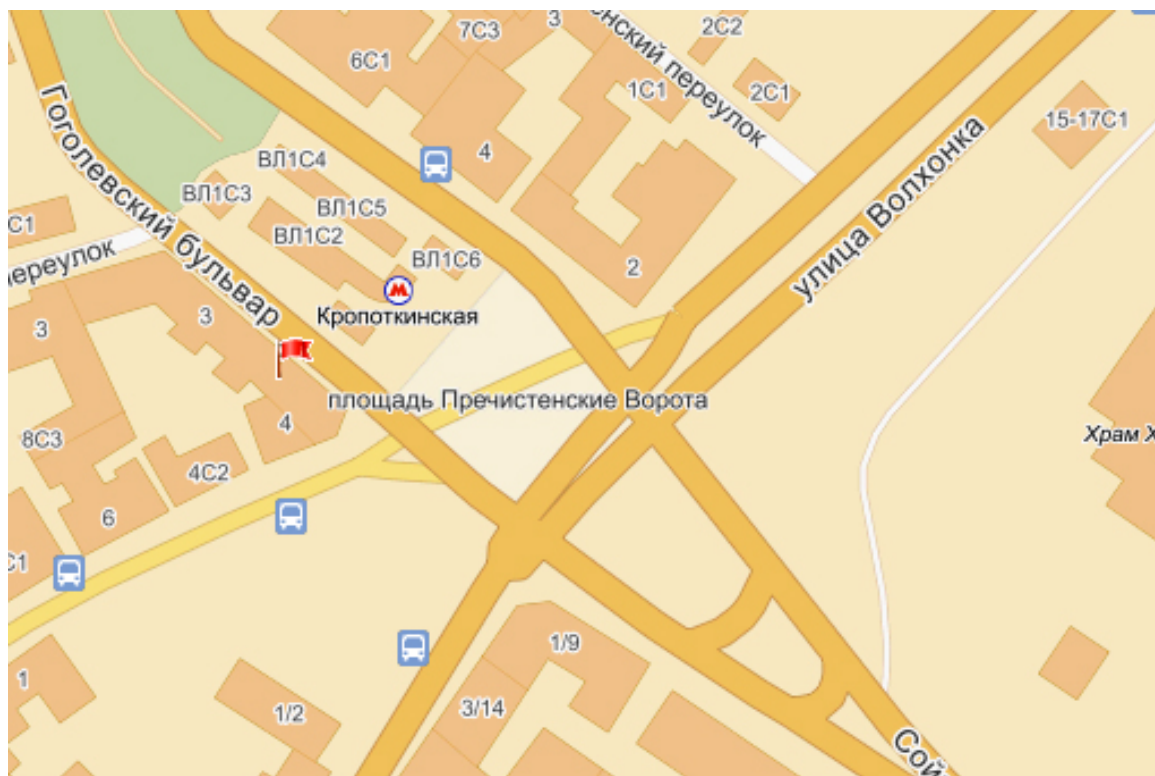 3
2С2
7С3
6С1
нский переулок
1С1
2С1
15-17С1
Гоголевский бульвар
4
ВЛ1С4
ВЛ1С3
ВЛ1С5
ВЛ1С2
ВЛ1С6
улица Волхонка
С1
переулок
2
М
Кропоткинская
3
3
площадь Пречистенские Ворота
4
8С3
4С2
Храм Х
6
С1
1
1/9
3/14
1/2
Сой